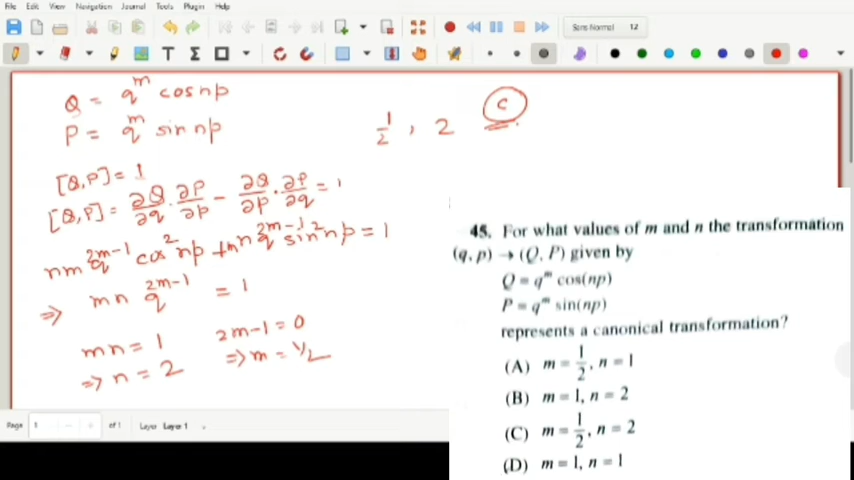 File Edit View Navigation Journal Tools Plugin Help
Sans Normal 12
Q = q^m cosnp
P = q^m sin np
1/2 , 2 C
[Q,P] = 1
[Q,P] = ∂Q/∂q . ∂P/∂p - ∂Q/∂p . ∂P/∂q = 1
nm q^2m-1 cos^2 np + mn q^2m-1 sin^2 np = 1
⇒ mn q^2m-1 = 1
mn = 1 2m-1 = 0
⇒ n = 2 ⇒ m = 1/2
45. For what values of m and n the transformation
(q, p) → (Q, P) given by
Q = q^m cos(np)
P = q^m sin(np)
represents a canonical transformation?
(A) m = 1/2, n = 1
(B) m = 1, n = 2
(C) m = 1/2, n = 2
(D) m = 1, n = 1
Page 1 of 1 Layer Layer 1